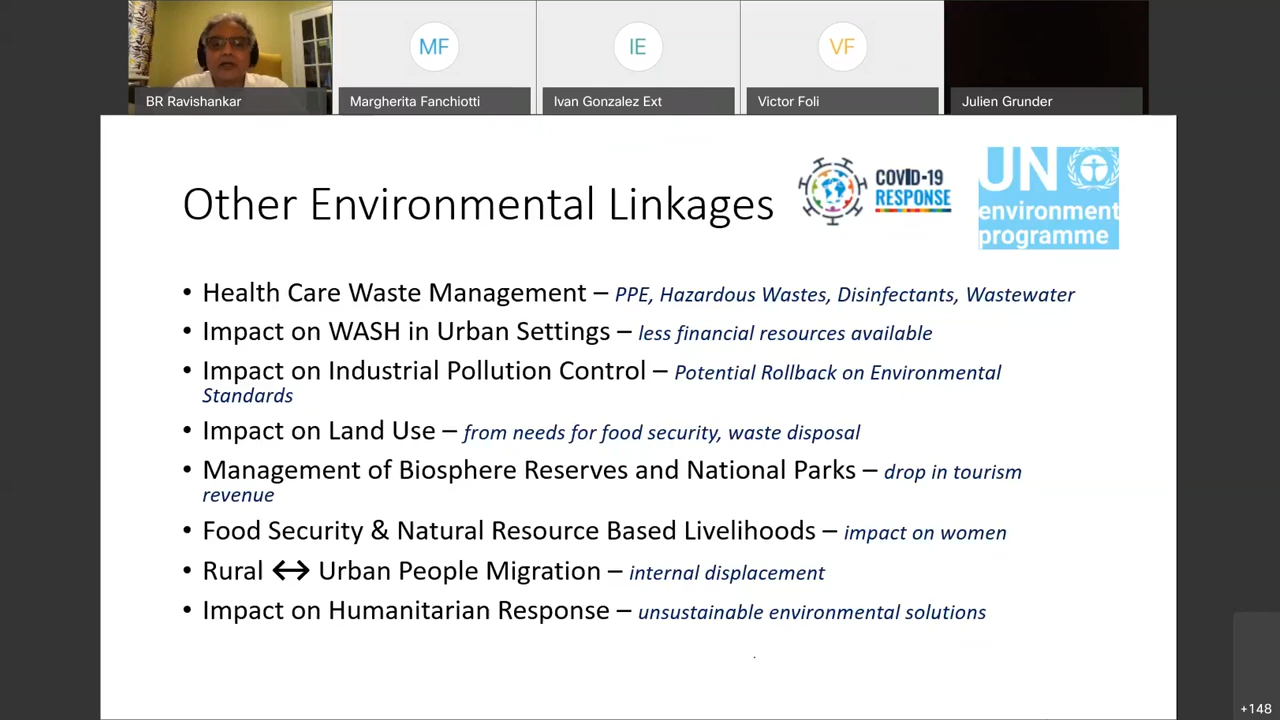 MF
IE
VF
BR Ravishankar
Margherita Fanchiotti
Ivan Gonzalez Ext
Victor Foli
Julien Grunder
Other Environmental Linkages
COVID-19
RESPONSE
UN
environment
programme
• Health Care Waste Management – PPE, Hazardous Wastes, Disinfectants, Wastewater
• Impact on WASH in Urban Settings – less financial resources available
• Impact on Industrial Pollution Control – Potential Rollback on Environmental
Standards
• Impact on Land Use – from needs for food security, waste disposal
• Management of Biosphere Reserves and National Parks – drop in tourism
revenue
• Food Security & Natural Resource Based Livelihoods – impact on women
• Rural ↔ Urban People Migration – internal displacement
• Impact on Humanitarian Response – unsustainable environmental solutions
+148